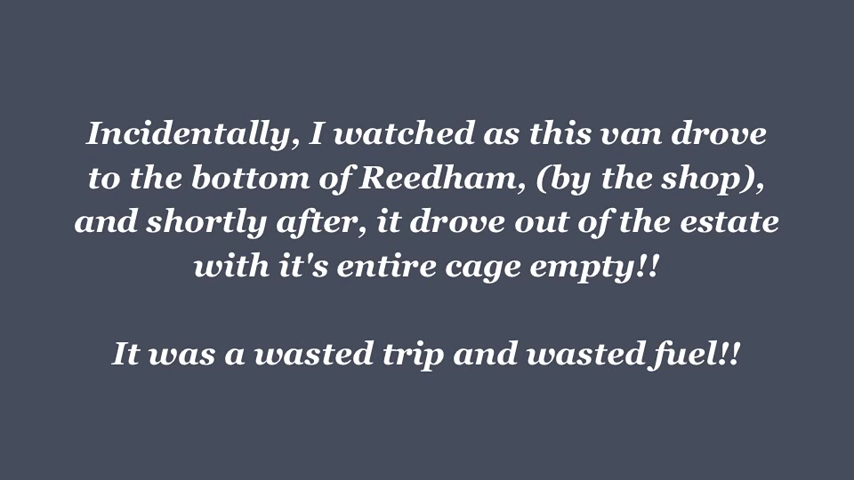 Incidentally, I watched as this van drove
to the bottom of Reedham, (by the shop),
and shortly after, it drove out of the estate
with it's entire cage empty!!
It was a wasted trip and wasted fuel!!